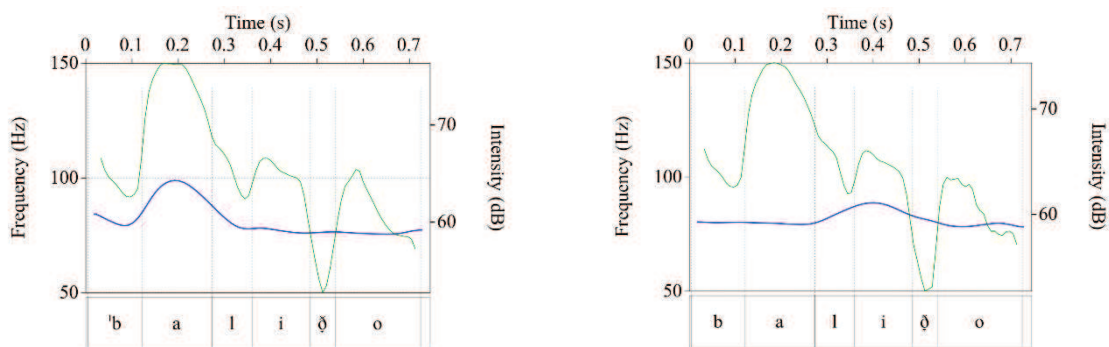 Time (s)
0 0.1 0.2 0.3 0.4 0.5 0.6 0.7
150
100
50
Frequency (Hz)
70
60
Intensity (dB)
ˈb a l i ð̞ o
Time (s)
0 0.1 0.2 0.3 0.4 0.5 0.6 0.7
150
100
50
Frequency (Hz)
70
60
Intensity (dB)
b a l i ð̞ o